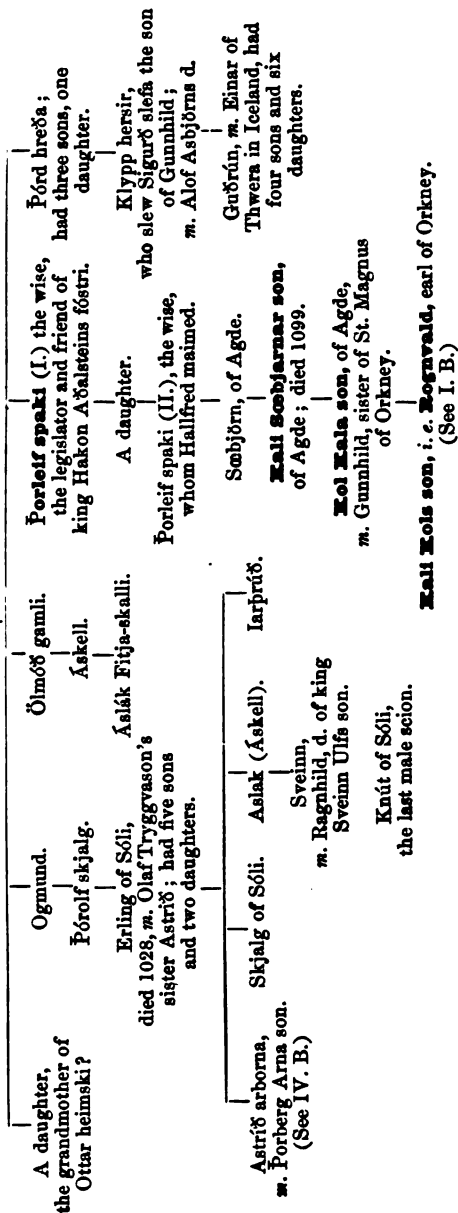 A daughter,
the grandmother of
Ottar heimski?
Ogmund.
Þórolf skjalg.
Erling of Sóli,
died 1028, m. Olaf Tryggvason's
sister Astrið; had five sons
and two daughters.
Astríð arborna,
m. Þorberg Arna son.
(See IV. B.)
Skjalg of Sóli.
Aslak (Áskell).
Sveinn,
m. Ragnhild, d. of king
Sveinn Ulfs son.
Knút of Sóli,
the last male scion.
Iarþrúð.
Ölmóð gamli.
Áskell.
Áslák Fitja-skalli.
Þorleif spaki (I.) the wise,
the legislator and friend of
king Hakon Aðalsteins fóstri.
A daughter.
Þorleif spaki (II.), the wise,
whom Hallfred maimed.
Sœbjörn, of Agde.
Kali Sœbjarnar son,
of Agde; died 1099.
Kol Kala son, of Agde,
m. Gunnhild, sister of St. Magnus
of Orkney.
Kali Kols son, i. e. Rognvald, earl of Orkney.
(See I. B.)
Þórd hreða;
had three sons, one
daughter.
Klypp hersir,
who slew Sigurð slefa the son
of Gunnhild;
m. Alof Asbjörns d.
Guðrún, m. Einar of
Thwera in Iceland, had
four sons and six
daughters.